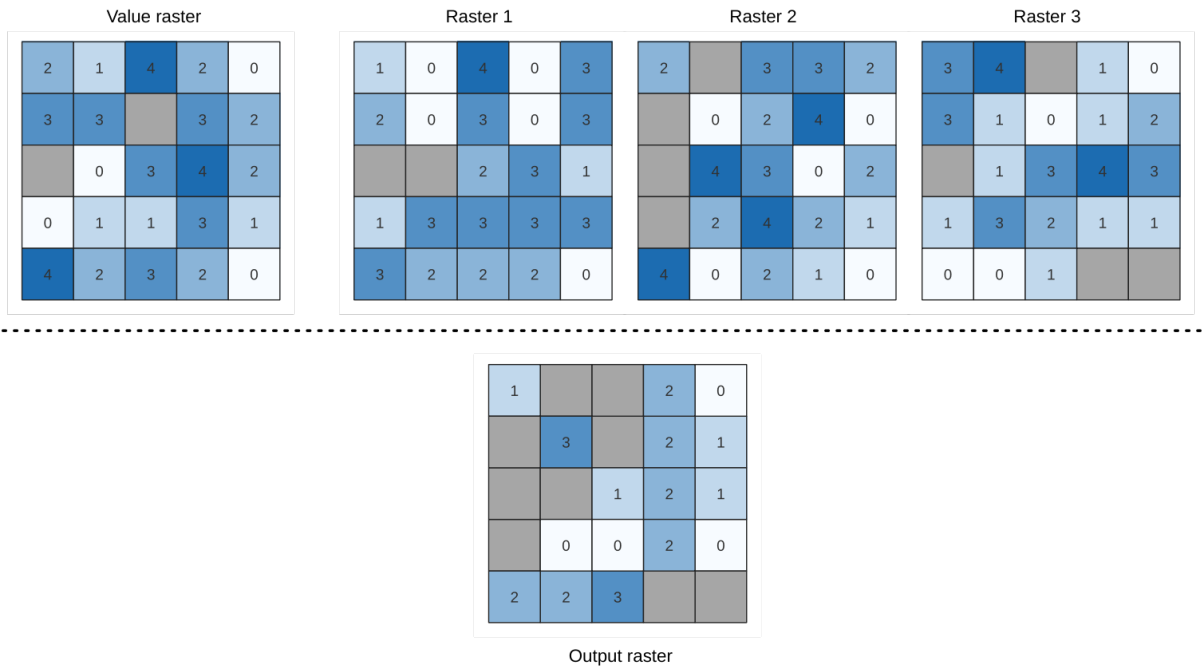 Value raster Raster 1 Raster 2 Raster 3
2 1 4 2 0 1 0 4 0 3 2 3 3 2 3 4 1 0
3 3 3 2 2 0 3 0 3 0 2 4 0 3 1 0 1 2
0 3 4 2 2 3 1 4 3 0 2 1 3 4 3
0 1 1 3 1 1 3 3 3 3 2 4 2 1 1 3 2 1 1
4 2 3 2 0 3 2 2 2 0 4 0 2 1 0 0 0 1
1 2 0
3 2 1
1 2 1
0 0 2 0
2 2 3
Output raster